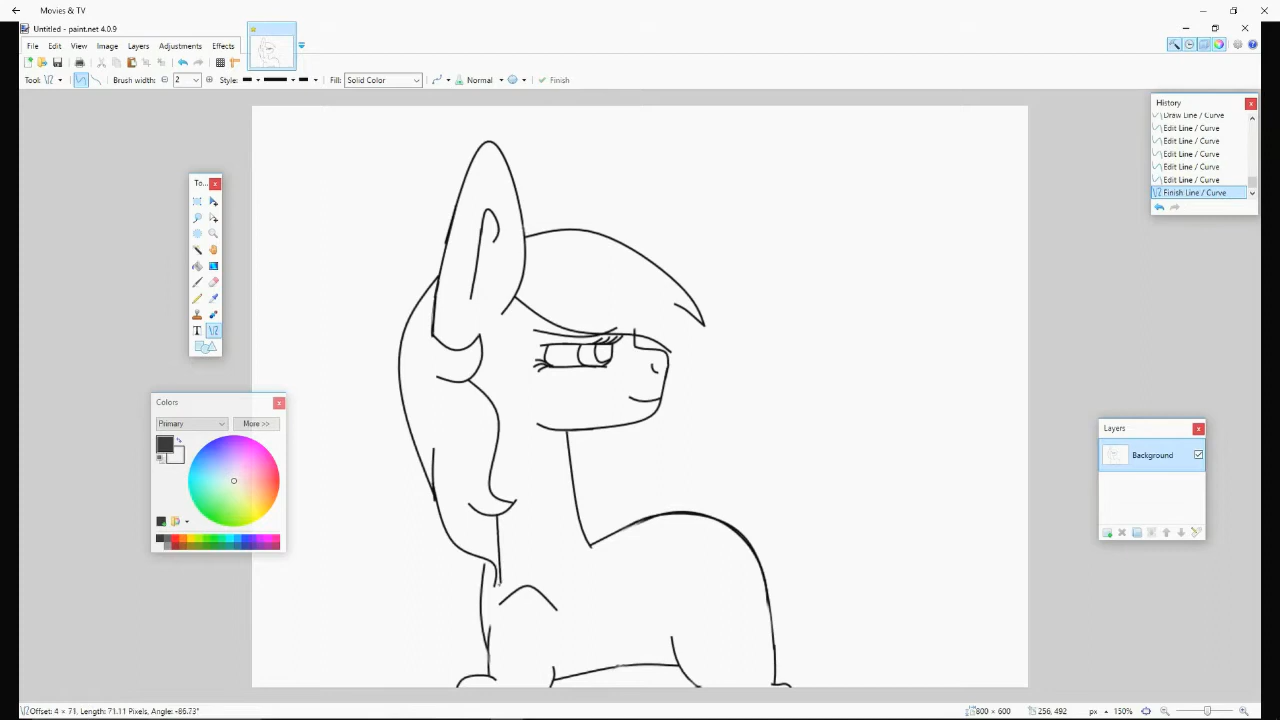 Movies & TV
Untitled - paint.net 4.0.9
File Edit View Image Layers Adjustments Effects
Tool: Brush width: 2 Style: Fill: Solid Color Normal Finish
History
Draw Line / Curve
Edit Line / Curve
Edit Line / Curve
Edit Line / Curve
Edit Line / Curve
Edit Line / Curve
Finish Line / Curve
To...
T
Colors
Primary More >>
Layers
Background
Offset: 4 × 71, Length: 71.11 Pixels, Angle: -86.73° 800 × 600 256, 492 px 150%